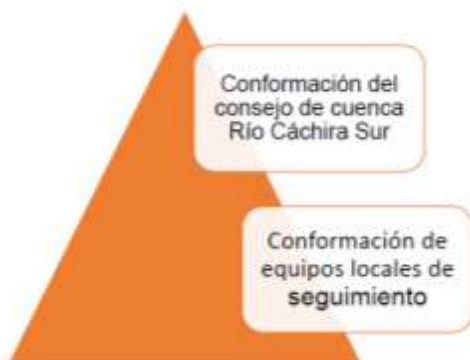 Conformación del
consejo de cuenca
Río Cáchira Sur
Conformación de
equipos locales de
seguimiento